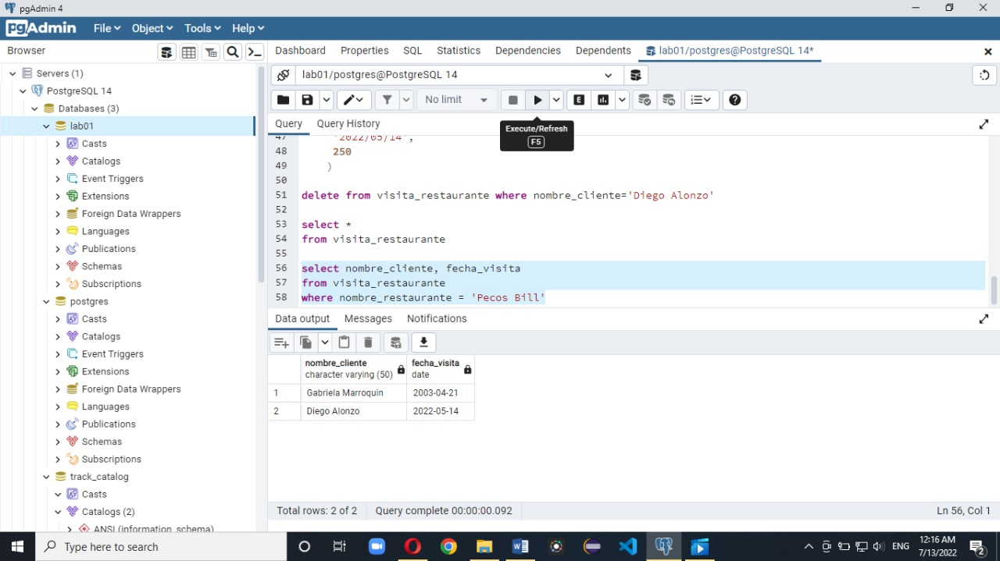 pgAdmin 4
pgAdmin File Object Tools Help
Browser
Dashboard Properties SQL Statistics Dependencies Dependents lab01/postgres@PostgreSQL 14*
Servers (1)
PostgreSQL 14
Databases (3)
lab01
Casts
Catalogs
Event Triggers
Extensions
Foreign Data Wrappers
Languages
Publications
Schemas
Subscriptions
postgres
Casts
Catalogs
Event Triggers
Extensions
Foreign Data Wrappers
Languages
Publications
Schemas
Subscriptions
track_catalog
Casts
Catalogs (2)
ANSI (information_schema)
lab01/postgres@PostgreSQL 14
No limit
E
Query Query History
Execute/Refresh
F5
47 '2022/05/14',
48 250
49 )
50
51 delete from visita_restaurante where nombre_cliente='Diego Alonzo'
52
53 select *
54 from visita_restaurante
55
56 select nombre_cliente, fecha_visita
57 from visita_restaurante
58 where nombre_restaurante = 'Pecos Bill'
Data output Messages Notifications
nombre_cliente fecha_visita
character varying (50) date
1 Gabriela Marroquin 2003-04-21
2 Diego Alonzo 2022-05-14
Total rows: 2 of 2 Query complete 00:00:00.092 Ln 56, Col 1
Type here to search
ENG 12:16 AM
7/13/2022 2